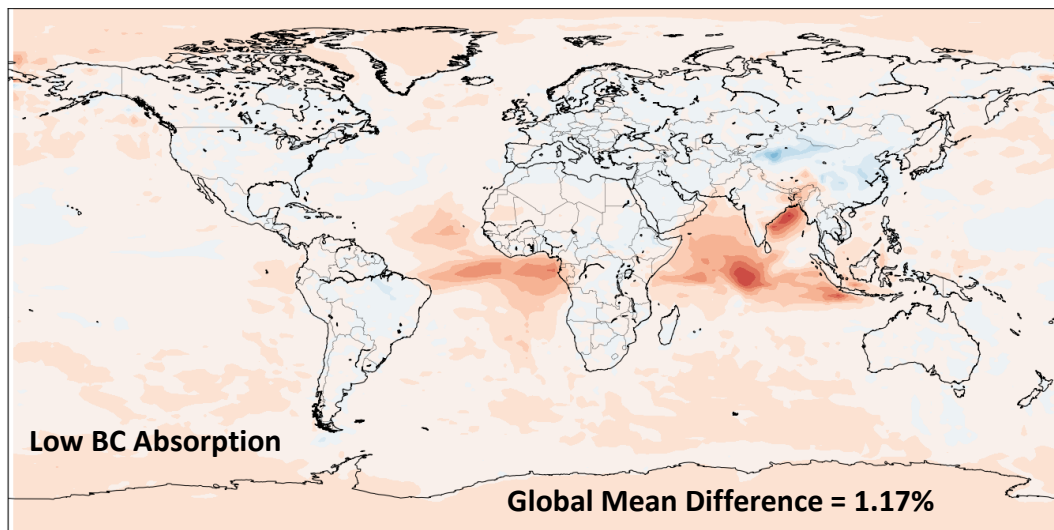 Low BC Absorption
Global Mean Difference = 1.17%